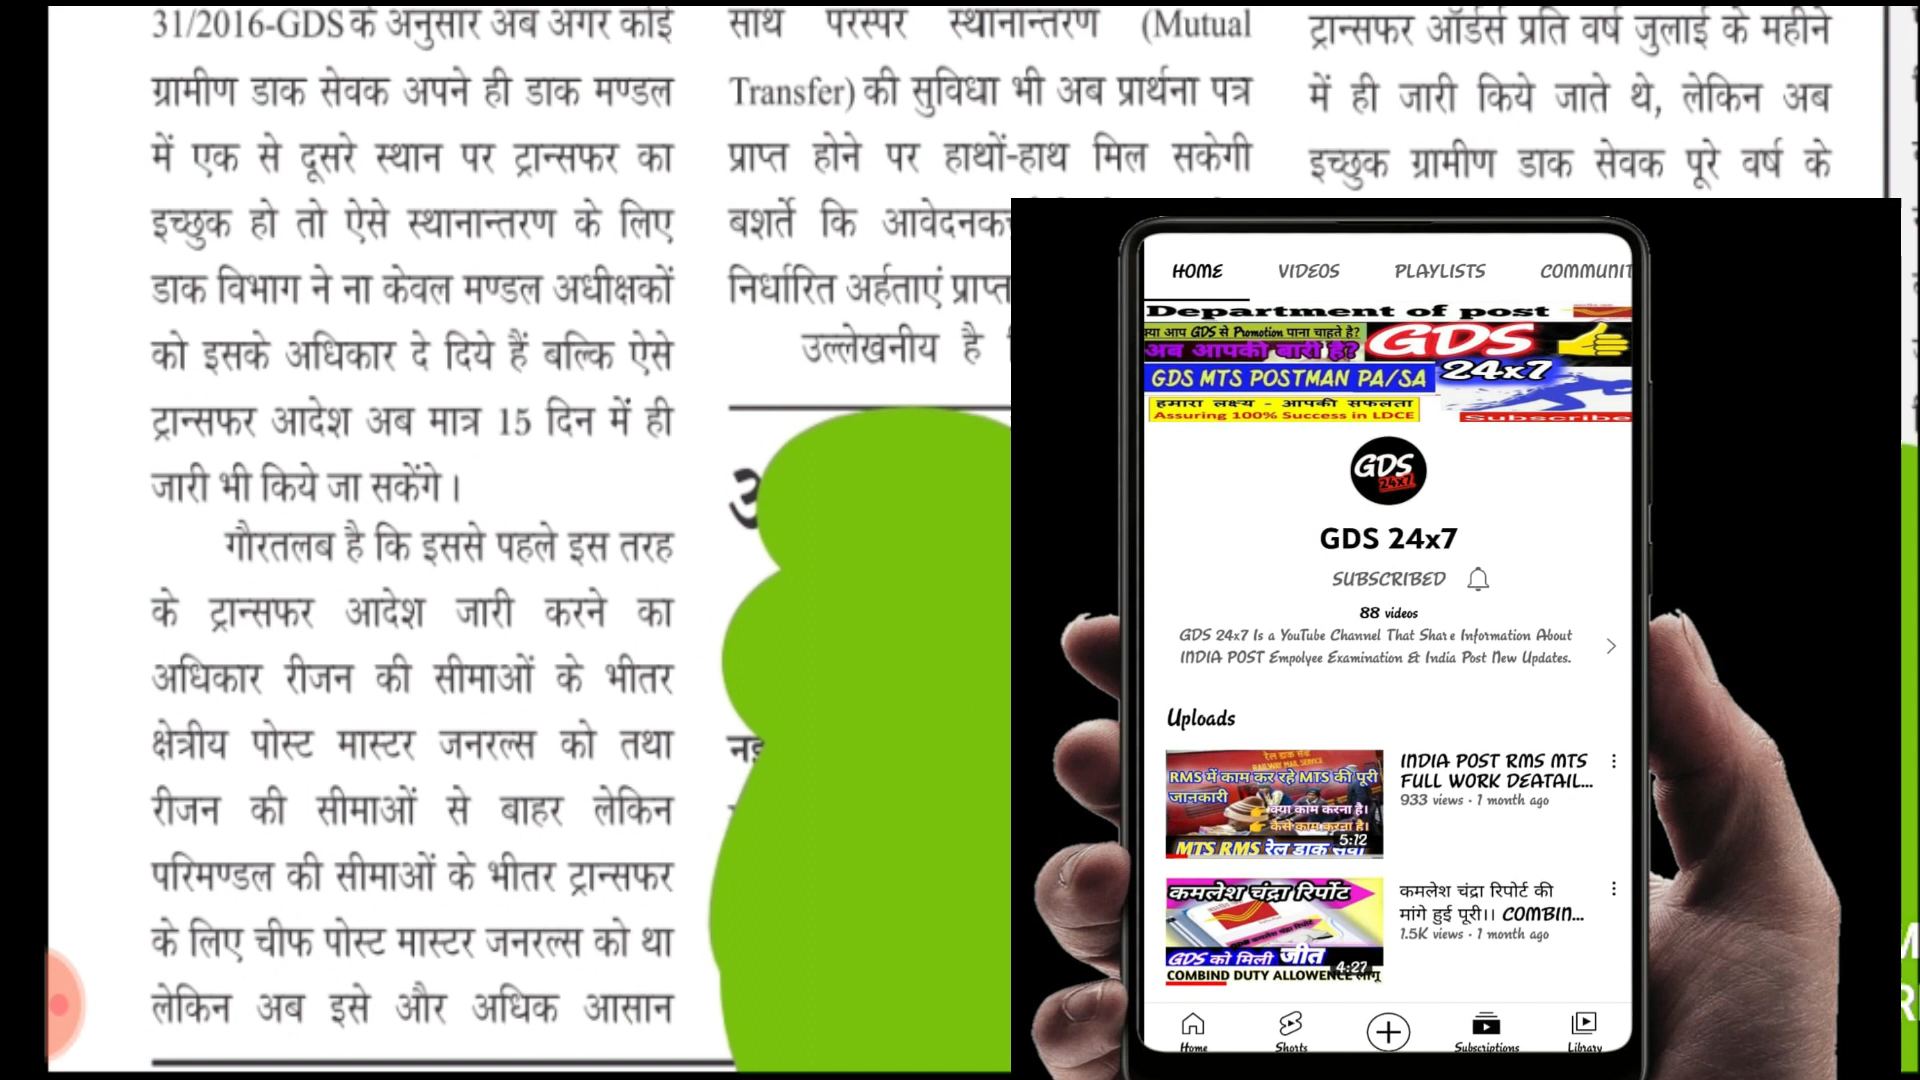 31/2016-GDS के अनुसार अब अगर कोई
ग्रामीण डाक सेवक अपने ही डाक मण्डल
में एक से दूसरे स्थान पर ट्रान्सफर का
इच्छुक हो तो ऐसे स्थानान्तरण के लिए
डाक विभाग ने ना केवल मण्डल अधीक्षकों
को इसके अधिकार दे दिये हैं बल्कि ऐसे
ट्रान्सफर आदेश अब मात्र 15 दिन में ही
जारी भी किये जा सकेंगे।
गौरतलब है कि इससे पहले इस तरह
के ट्रान्सफर आदेश जारी करने का
अधिकार रीजन की सीमाओं के भीतर
क्षेत्रीय पोस्ट मास्टर जनरल्स को तथा
रीजन की सीमाओं से बाहर लेकिन
परिमण्डल की सीमाओं के भीतर ट्रान्सफर
के लिए चीफ पोस्ट मास्टर जनरल्स को था
लेकिन अब इसे और अधिक आसान
साथ परस्पर स्थानान्तरण (Mutual
Transfer) की सुविधा भी अब प्रार्थना पत्र
प्राप्त होने पर हाथों-हाथ मिल सकेगी
बशर्ते कि
निर्धारित अर्हताएं प्राप्त
उल्लेखनीय है
ट्रान्सफर ऑर्डर्स प्रति वर्ष जुलाई के महीने
में ही जारी किये जाते थे, लेकिन अब
इच्छुक ग्रामीण डाक सेवक पूरे वर्ष के
HOME VIDEOS PLAYLISTS COMMUNIT
Department of post
क्या आप GDS से Promotion पाना चाहते है?
अब आपकी बारी है?
GDS
24x7
GDS MTS POSTMAN PA/SA
हमारा लक्ष्य - आपकी सफलता
Assuring 100% Success in LDCE
Subscribe
GDS
24x7
GDS 24x7
SUBSCRIBED
88 videos
GDS 24x7 Is a YouTube Channel That Share Information About
INDIA POST Empolyee Examination & India Post New Updates.
Uploads
रेल डाक सेवा
RAILWAY MAIL SERVICE
RMS में काम कर रहे MTS की पूरी
जानकारी
क्या काम करना है।
कैसे काम करना है।
5:12
MTS RMS रेल डाक सेवा
INDIA POST RMS MTS
FULL WORK DEATAIL...
933 views · 1 month ago
कमलेश चंद्रा रिपोर्ट
GDS को मिली जीत
4:27
COMBIND DUTY ALLOWENCE लागू
कमलेश चंद्रा रिपोर्ट की
मांगे हुई पूरी।। COMBIN...
1.5K views · 1 month ago
Home Shorts Subscriptions Library